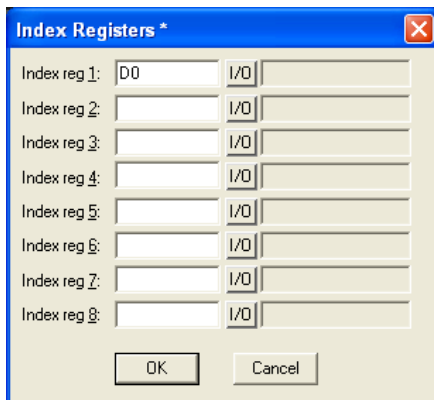 Index Registers *
Index reg 1: D0 I/O
Index reg 2: I/O
Index reg 3: I/O
Index reg 4: I/O
Index reg 5: I/O
Index reg 6: I/O
Index reg 7: I/O
Index reg 8: I/O
OK Cancel